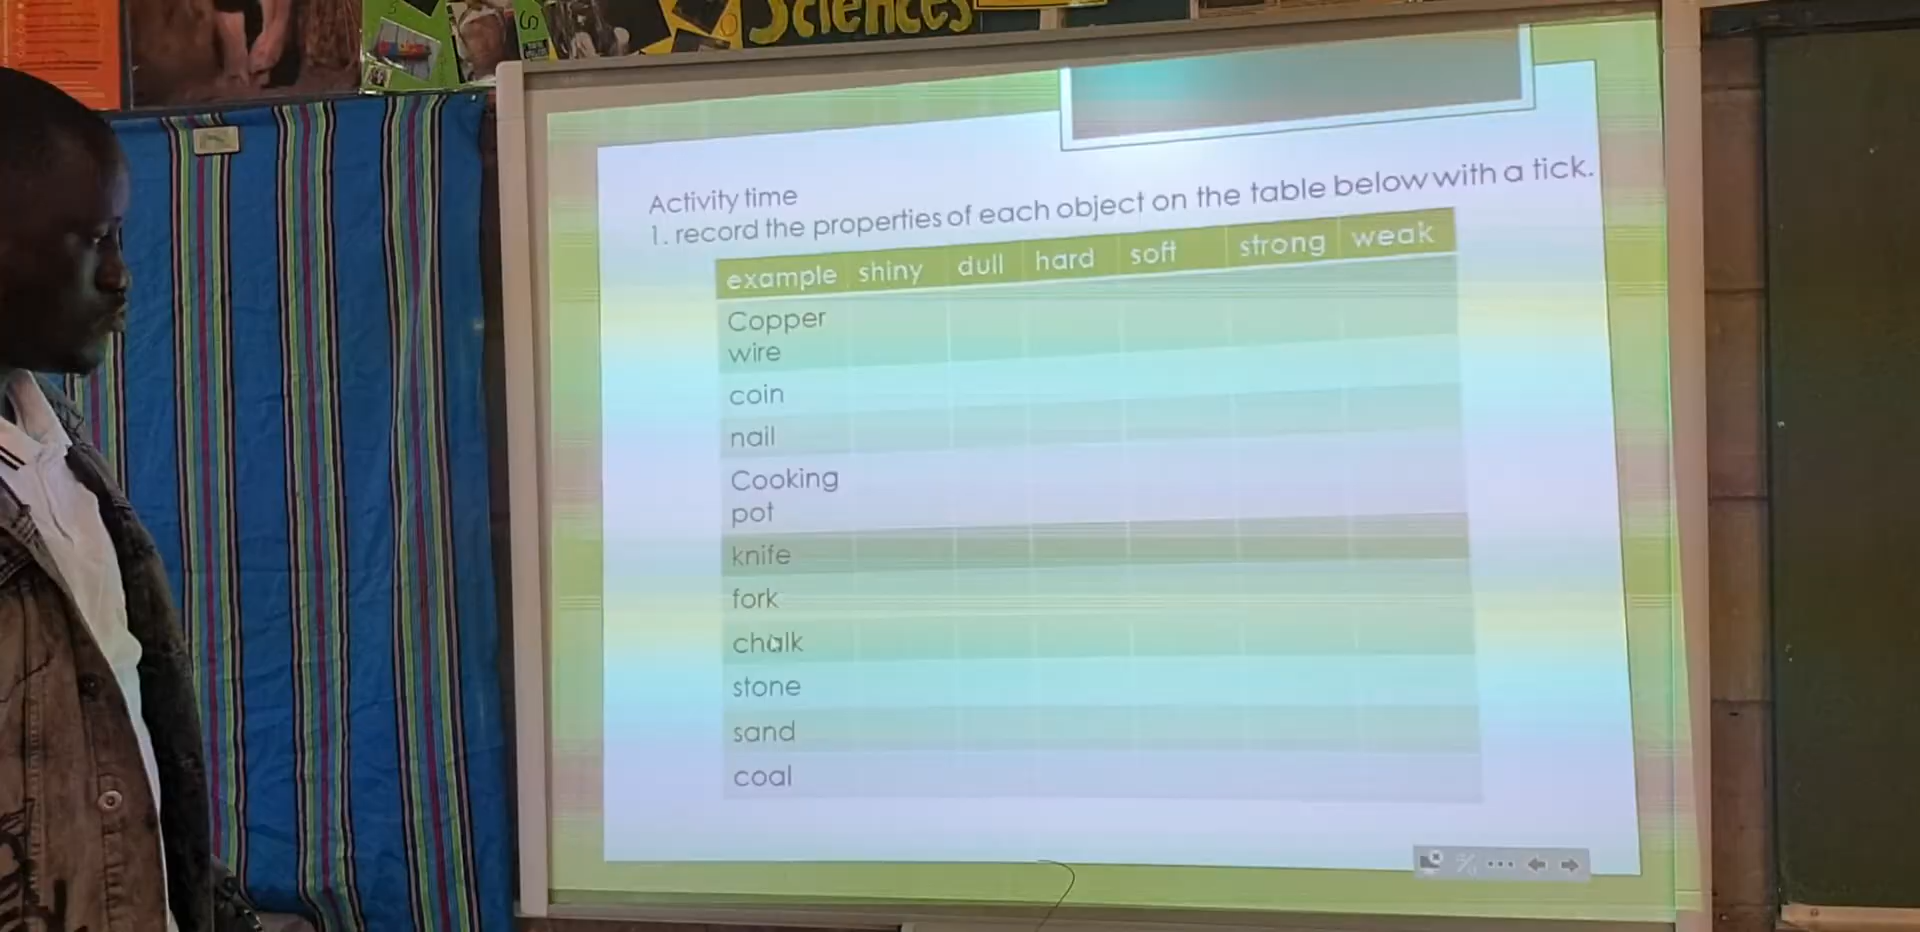 Sciences
Activity time
1. record the properties of each object on the table below with a tick.
example shiny dull hard soft strong weak
Copper
wire
coin
nail
Cooking
pot
knife
fork
chalk
stone
sand
coal